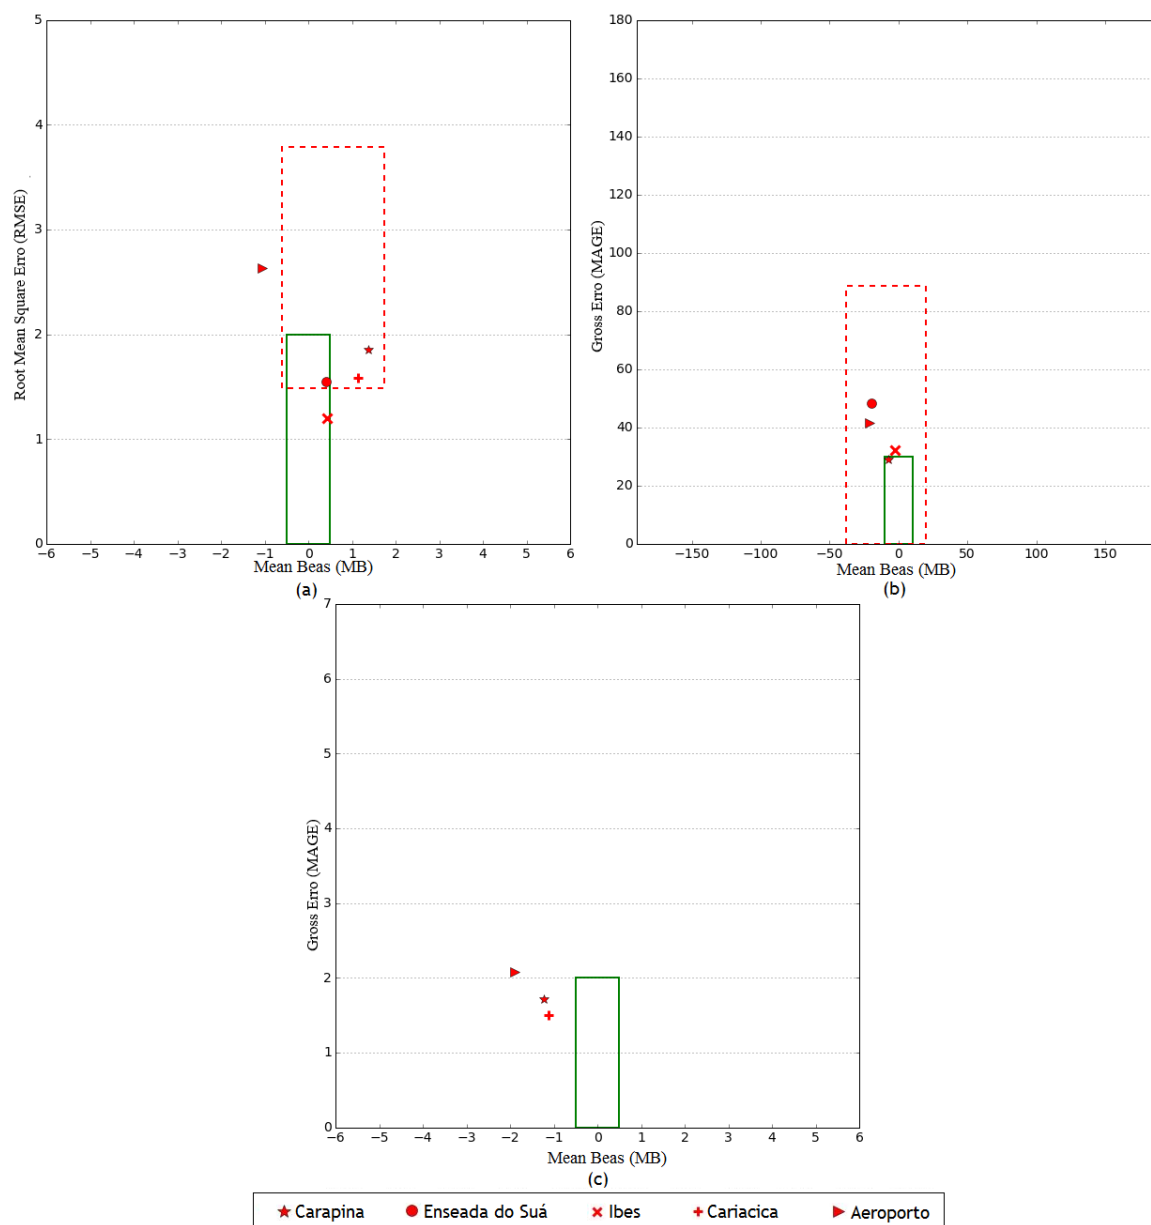 5
4
3
2
1
0
Root Mean Square Erro (RMSE)
−6 −5 −4 −3 −2 −1 0 1 2 3 4 5 6
Mean Beas (MB)
(a)
180
160
140
120
100
80
60
40
20
0
Gross Erro (MAGE)
−150 −100 −50 0 50 100 150
Mean Beas (MB)
(b)
7
6
5
4
3
2
1
0
Gross Erro (MAGE)
−6 −5 −4 −3 −2 −1 0 1 2 3 4 5 6
Mean Beas (MB)
(c)
Carapina Enseada do Suá Ibes Cariacica Aeroporto